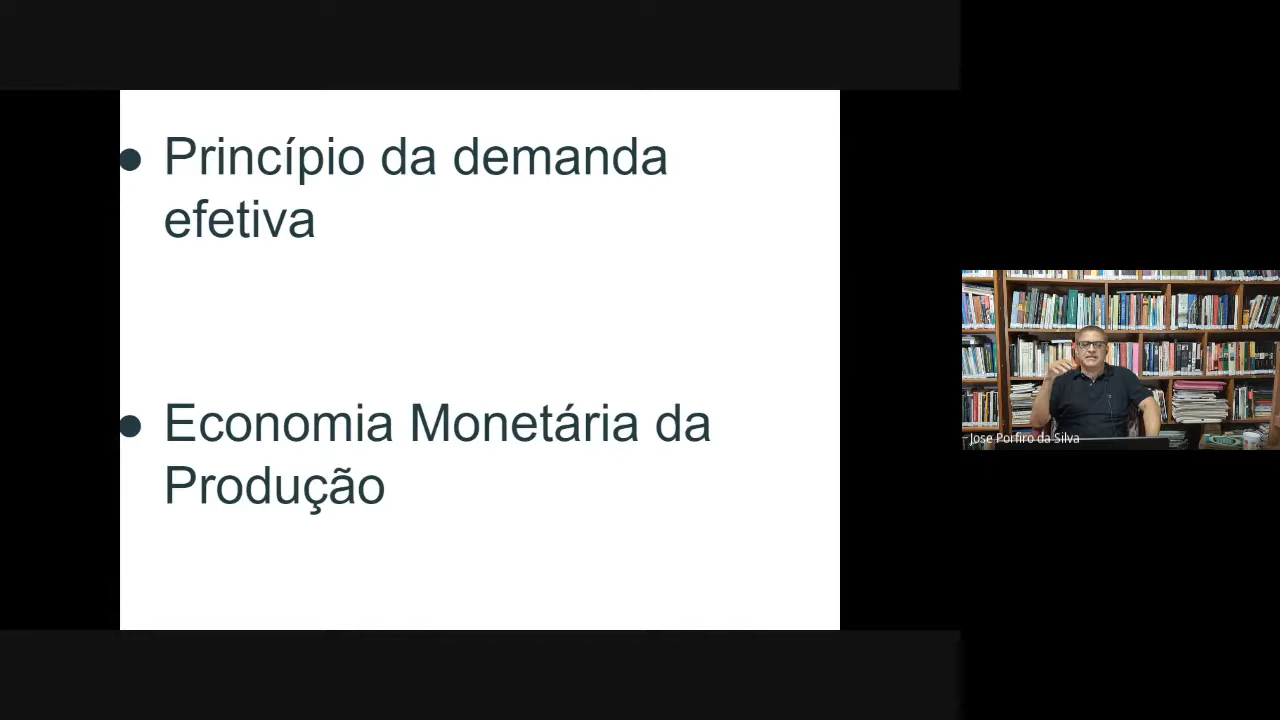 ● Princípio da demanda
efetiva
● Economia Monetária da
Produção
Jose Porfiro da Silva